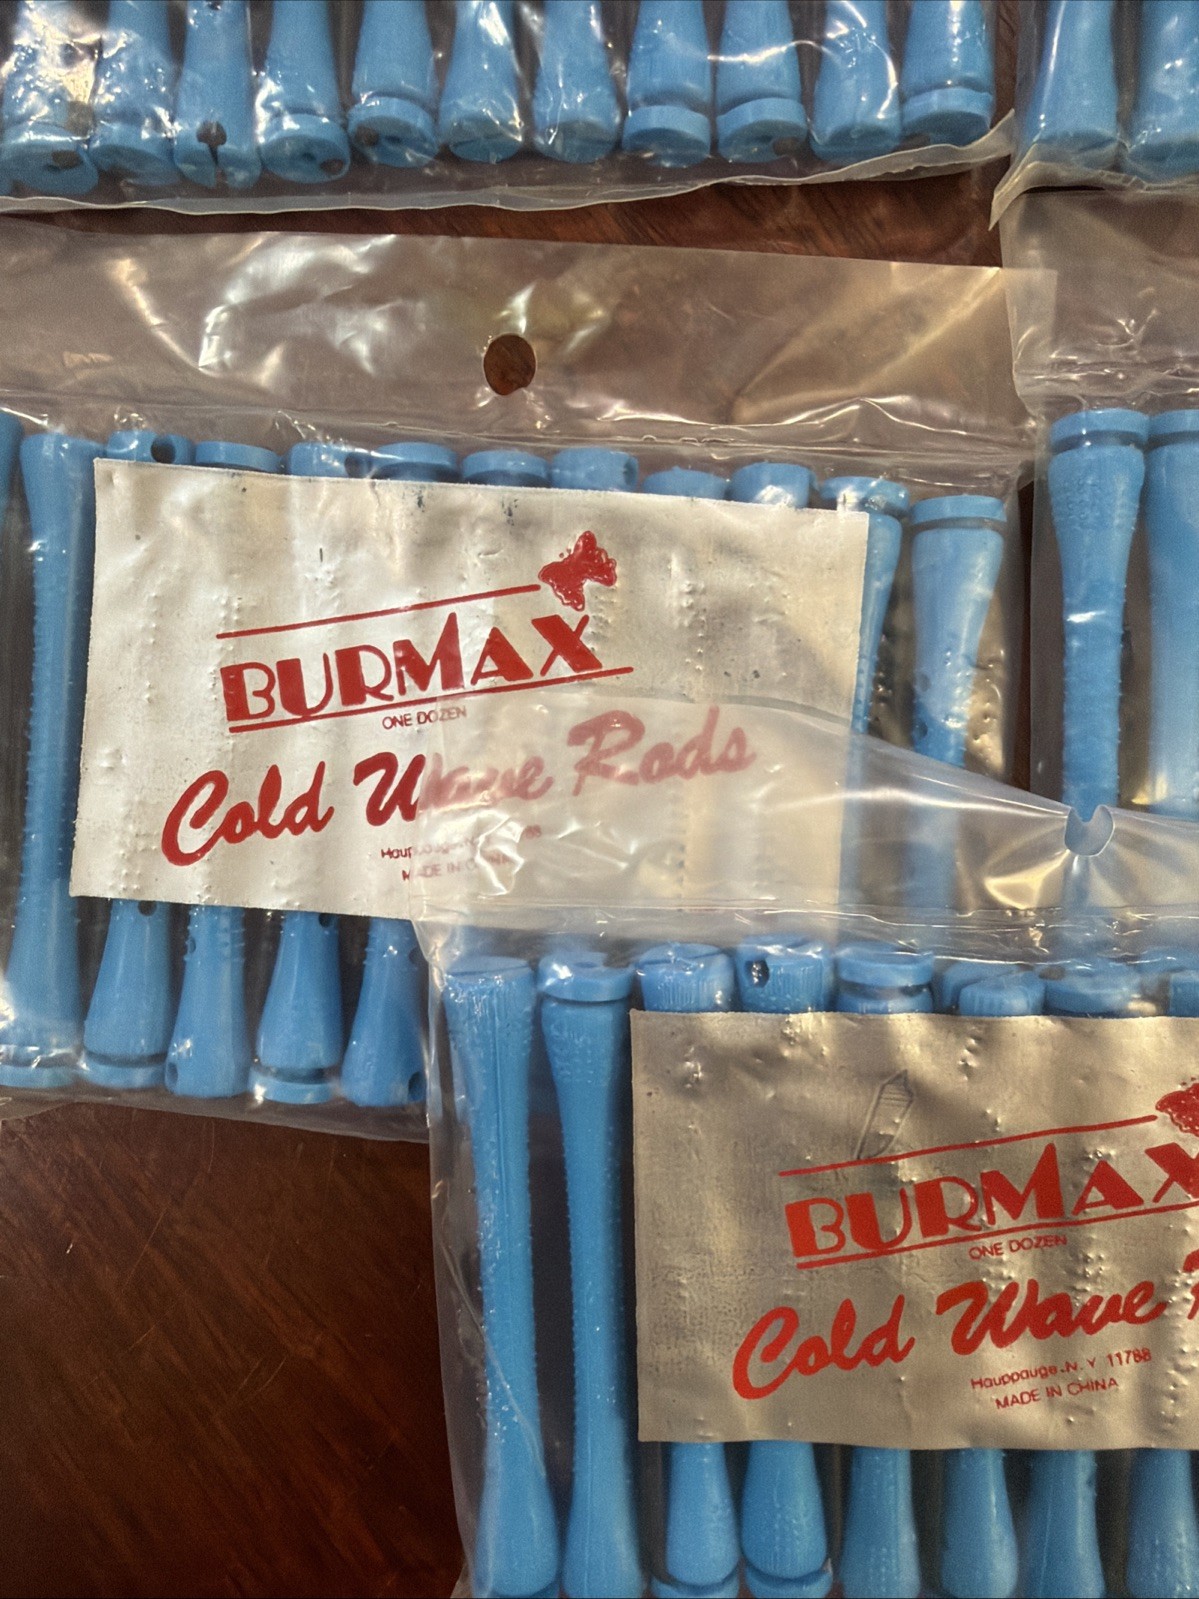 BURMAX
ONE DOZEN
Cold Wave Rods
MADE IN CHINA
BURMAX
ONE DOZEN
Cold Wave
Hauppauge, N.Y 11788
MADE IN CHINA